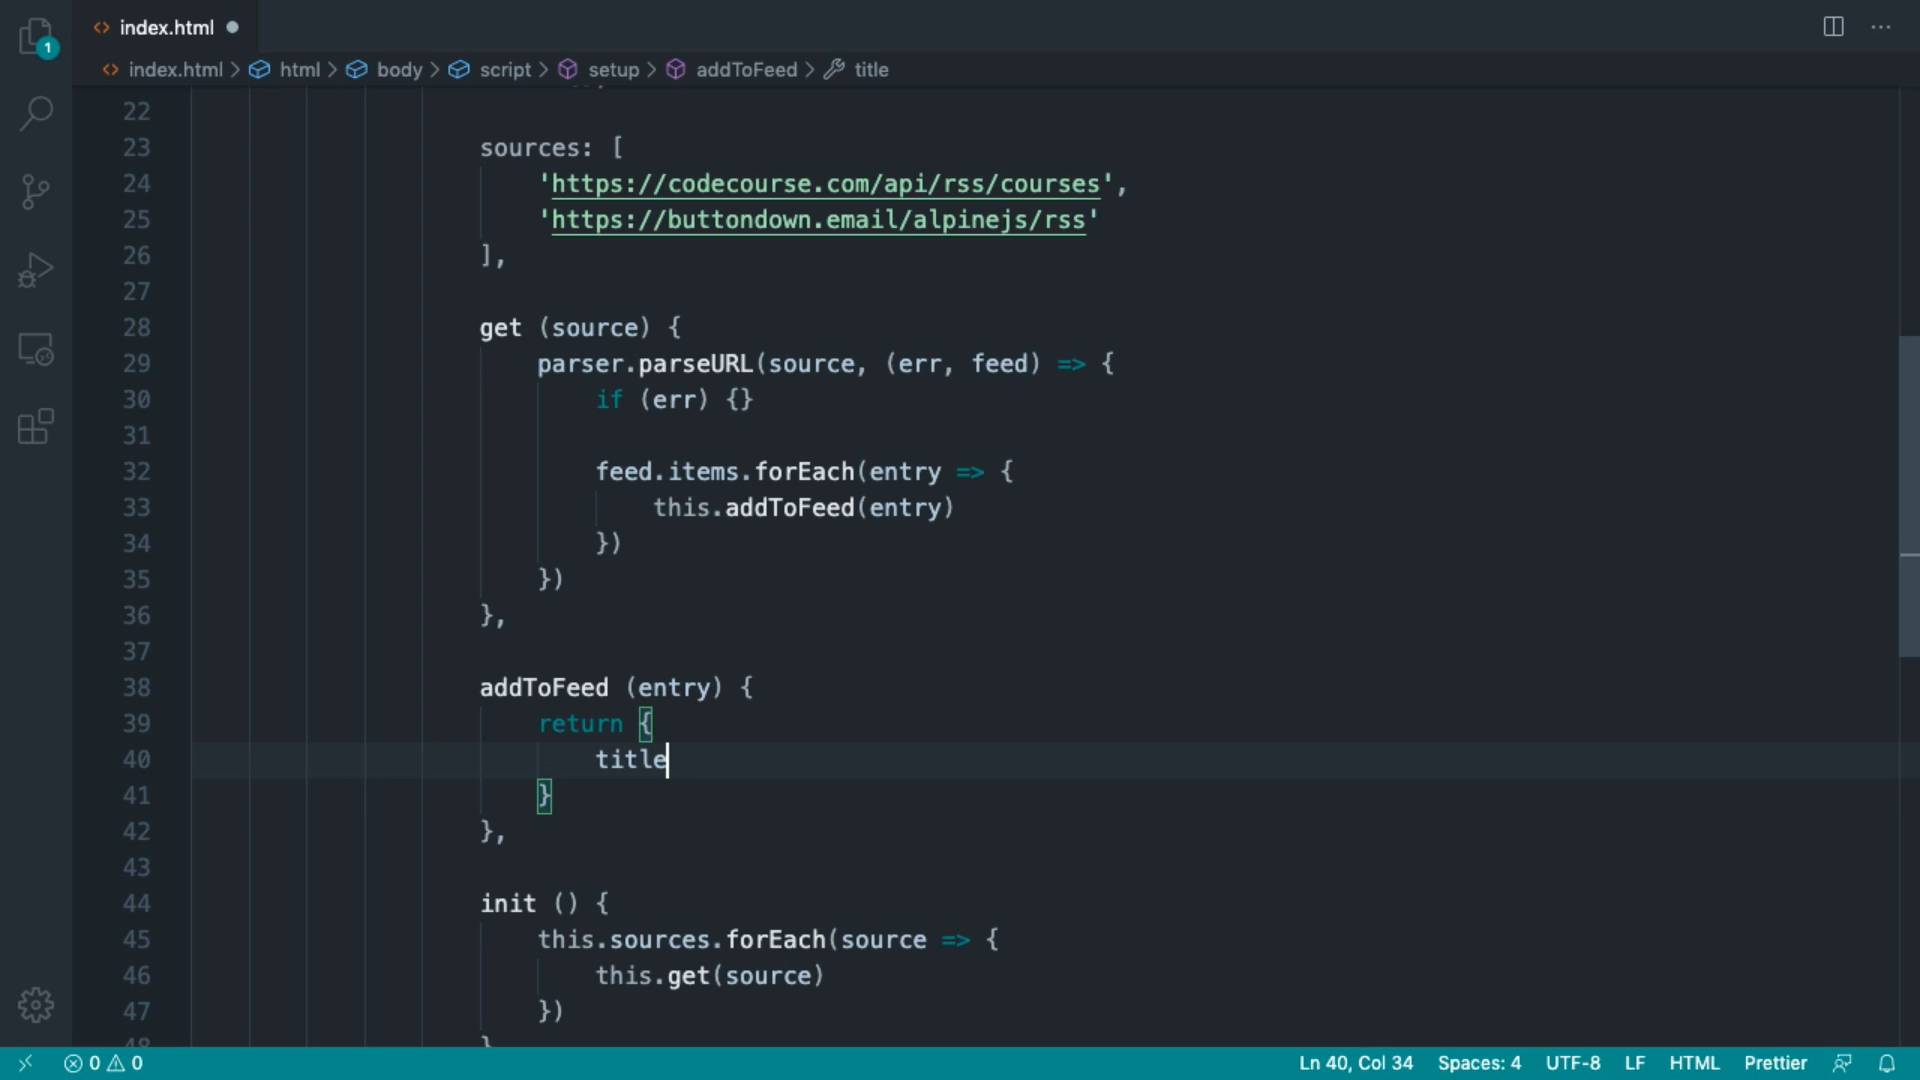 1
index.html
index.html > html > body > script > setup > addToFeed > title
22
23 sources: [
24 'https://codecourse.com/api/rss/courses',
25 'https://buttondown.email/alpinejs/rss'
26 ],
27
28 get (source) {
29 parser.parseURL(source, (err, feed) => {
30 if (err) {}
31
32 feed.items.forEach(entry => {
33 this.addToFeed(entry)
34 })
35 })
36 },
37
38 addToFeed (entry) {
39 return {
40 title
41 }
42 },
43
44 init () {
45 this.sources.forEach(source => {
46 this.get(source)
47 })
48
0 0 Ln 40, Col 34 Spaces: 4 UTF-8 LF HTML Prettier